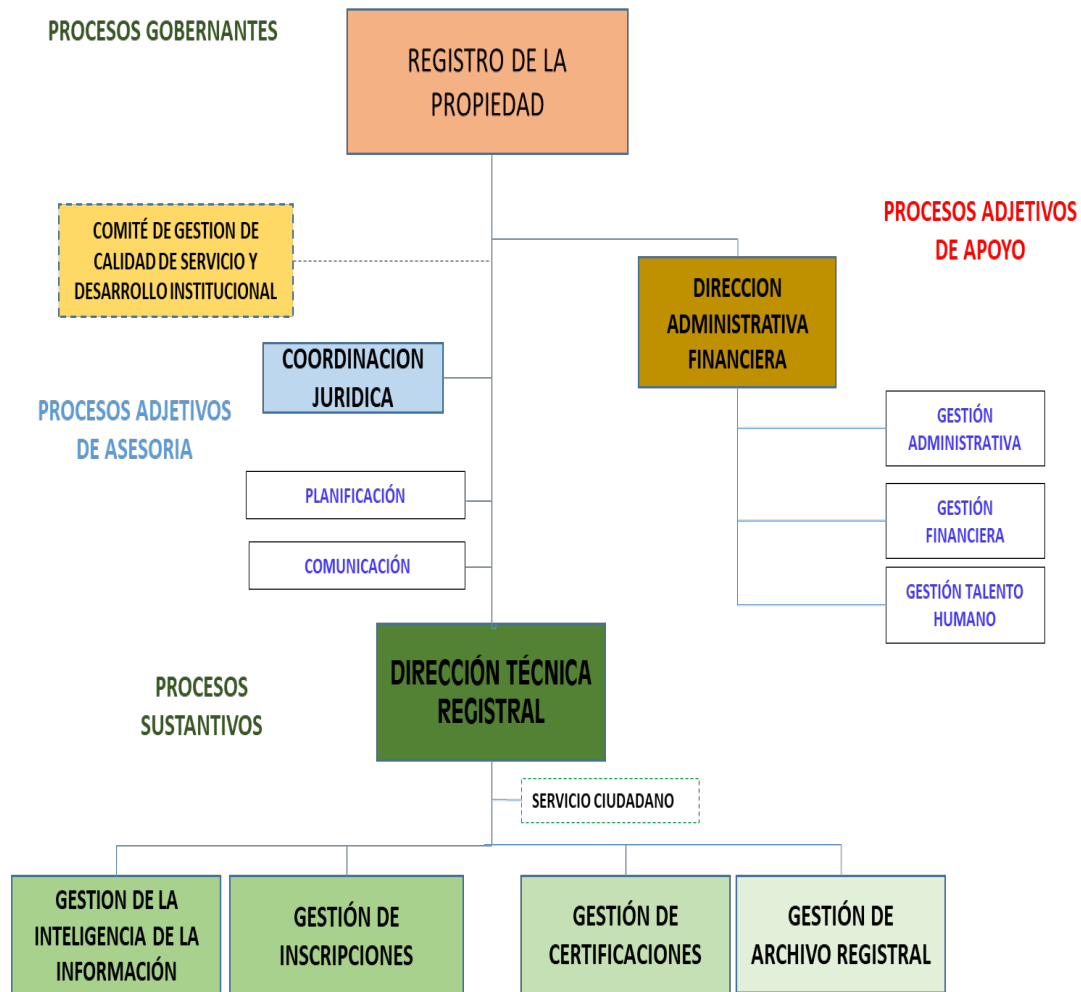 PROCESOS GOBERNANTES
REGISTRO DE LA
PROPIEDAD
COMITÉ DE GESTION DE
CALIDAD DE SERVICIO Y
DESARROLLO INSTITUCIONAL
PROCESOS ADJETIVOS
DE APOYO
DIRECCION
ADMINISTRATIVA
FINANCIERA
COORDINACION
JURIDICA
PROCESOS ADJETIVOS
DE ASESORIA
GESTIÓN
ADMINISTRATIVA
PLANIFICACIÓN
GESTIÓN
FINANCIERA
COMUNICACIÓN
GESTIÓN TALENTO
HUMANO
DIRECCIÓN TÉCNICA
REGISTRAL
PROCESOS
SUSTANTIVOS
SERVICIO CIUDADANO
GESTION DE LA
INTELIGENCIA DE LA
INFORMACIÓN
GESTIÓN DE
INSCRIPCIONES
GESTIÓN DE
CERTIFICACIONES
GESTIÓN DE
ARCHIVO REGISTRAL